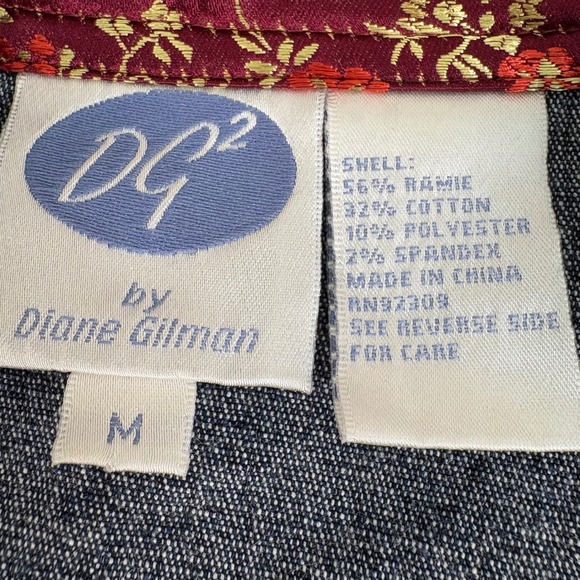 DG²
by
Diane Gilman
M
SHELL:
56% RAMIE
32% COTTON
10% POLYESTER
2% SPANDEX
MADE IN CHINA
RN92309
SEE REVERSE SIDE
FOR CARE